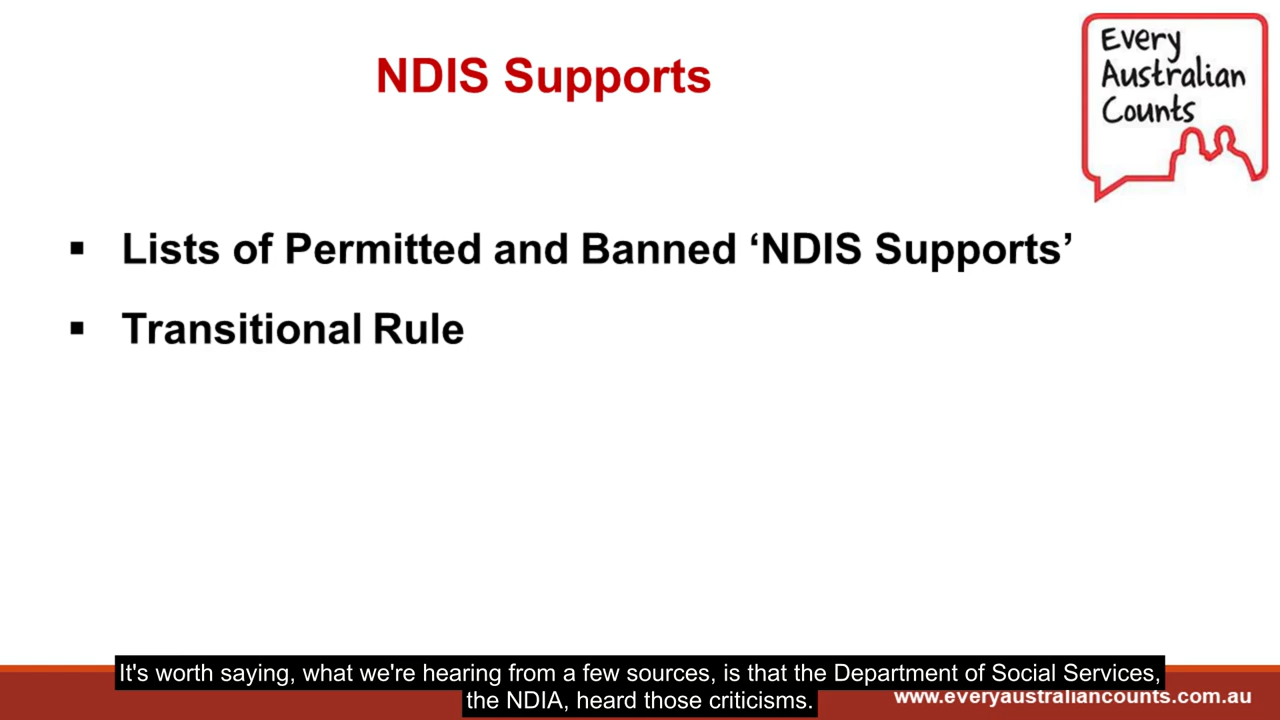 NDIS Supports
Every
Australian
Counts
▪ Lists of Permitted and Banned ‘NDIS Supports’
▪ Transitional Rule
It's worth saying, what we're hearing from a few sources, is that the Department of Social Services,
the NDIA, heard those criticisms.
www.everyaustraliancounts.com.au